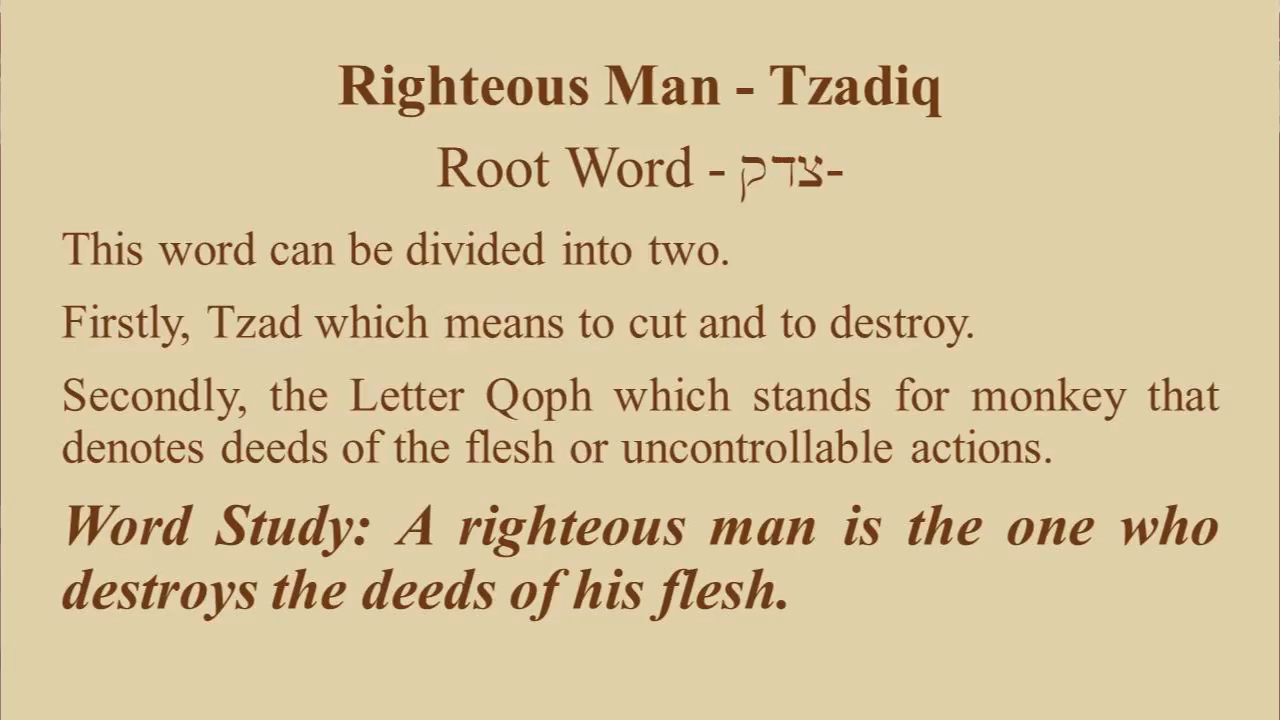 Righteous Man - Tzadiq
Root Word - צדק-
This word can be divided into two.
Firstly, Tzad which means to cut and to destroy.
Secondly, the Letter Qoph which stands for monkey that
denotes deeds of the flesh or uncontrollable actions.
Word Study: A righteous man is the one who
destroys the deeds of his flesh.